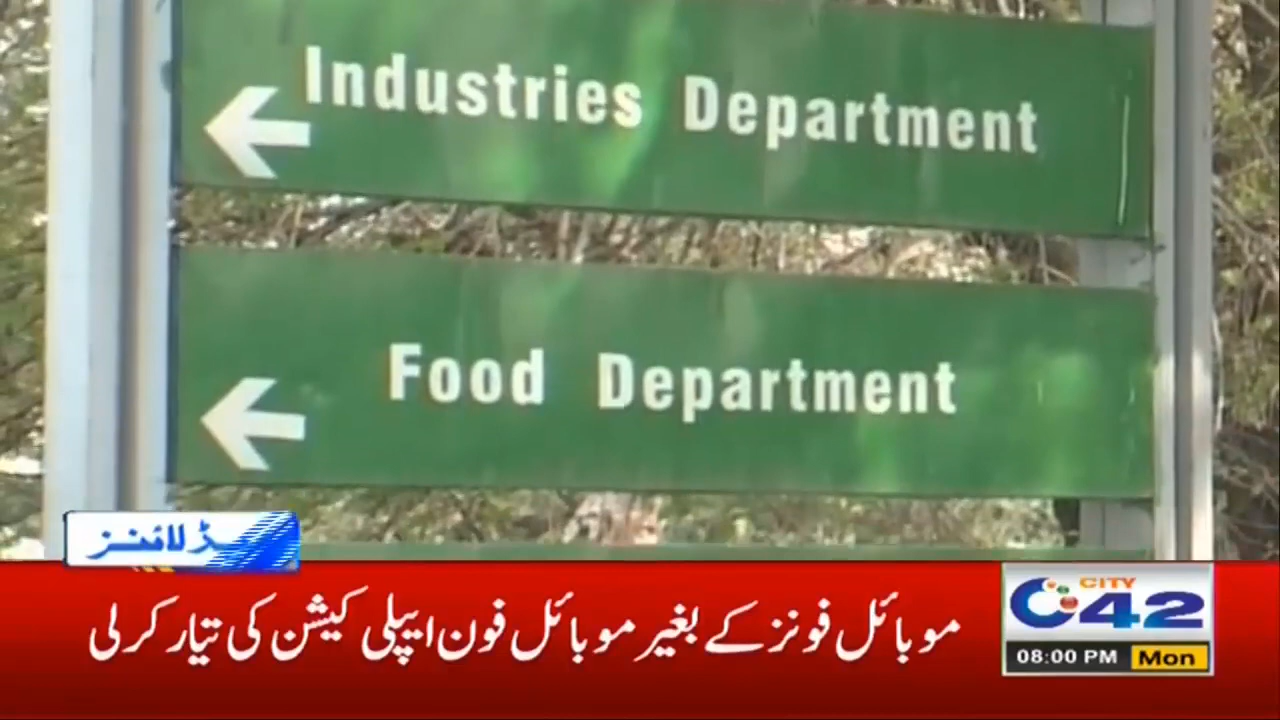 Industries Department
Food Department
موبائل فونز کے بغیر موبائل فون ایپلی کیشن کی تیار کرلی
CITY
42
08:00 PM Mon